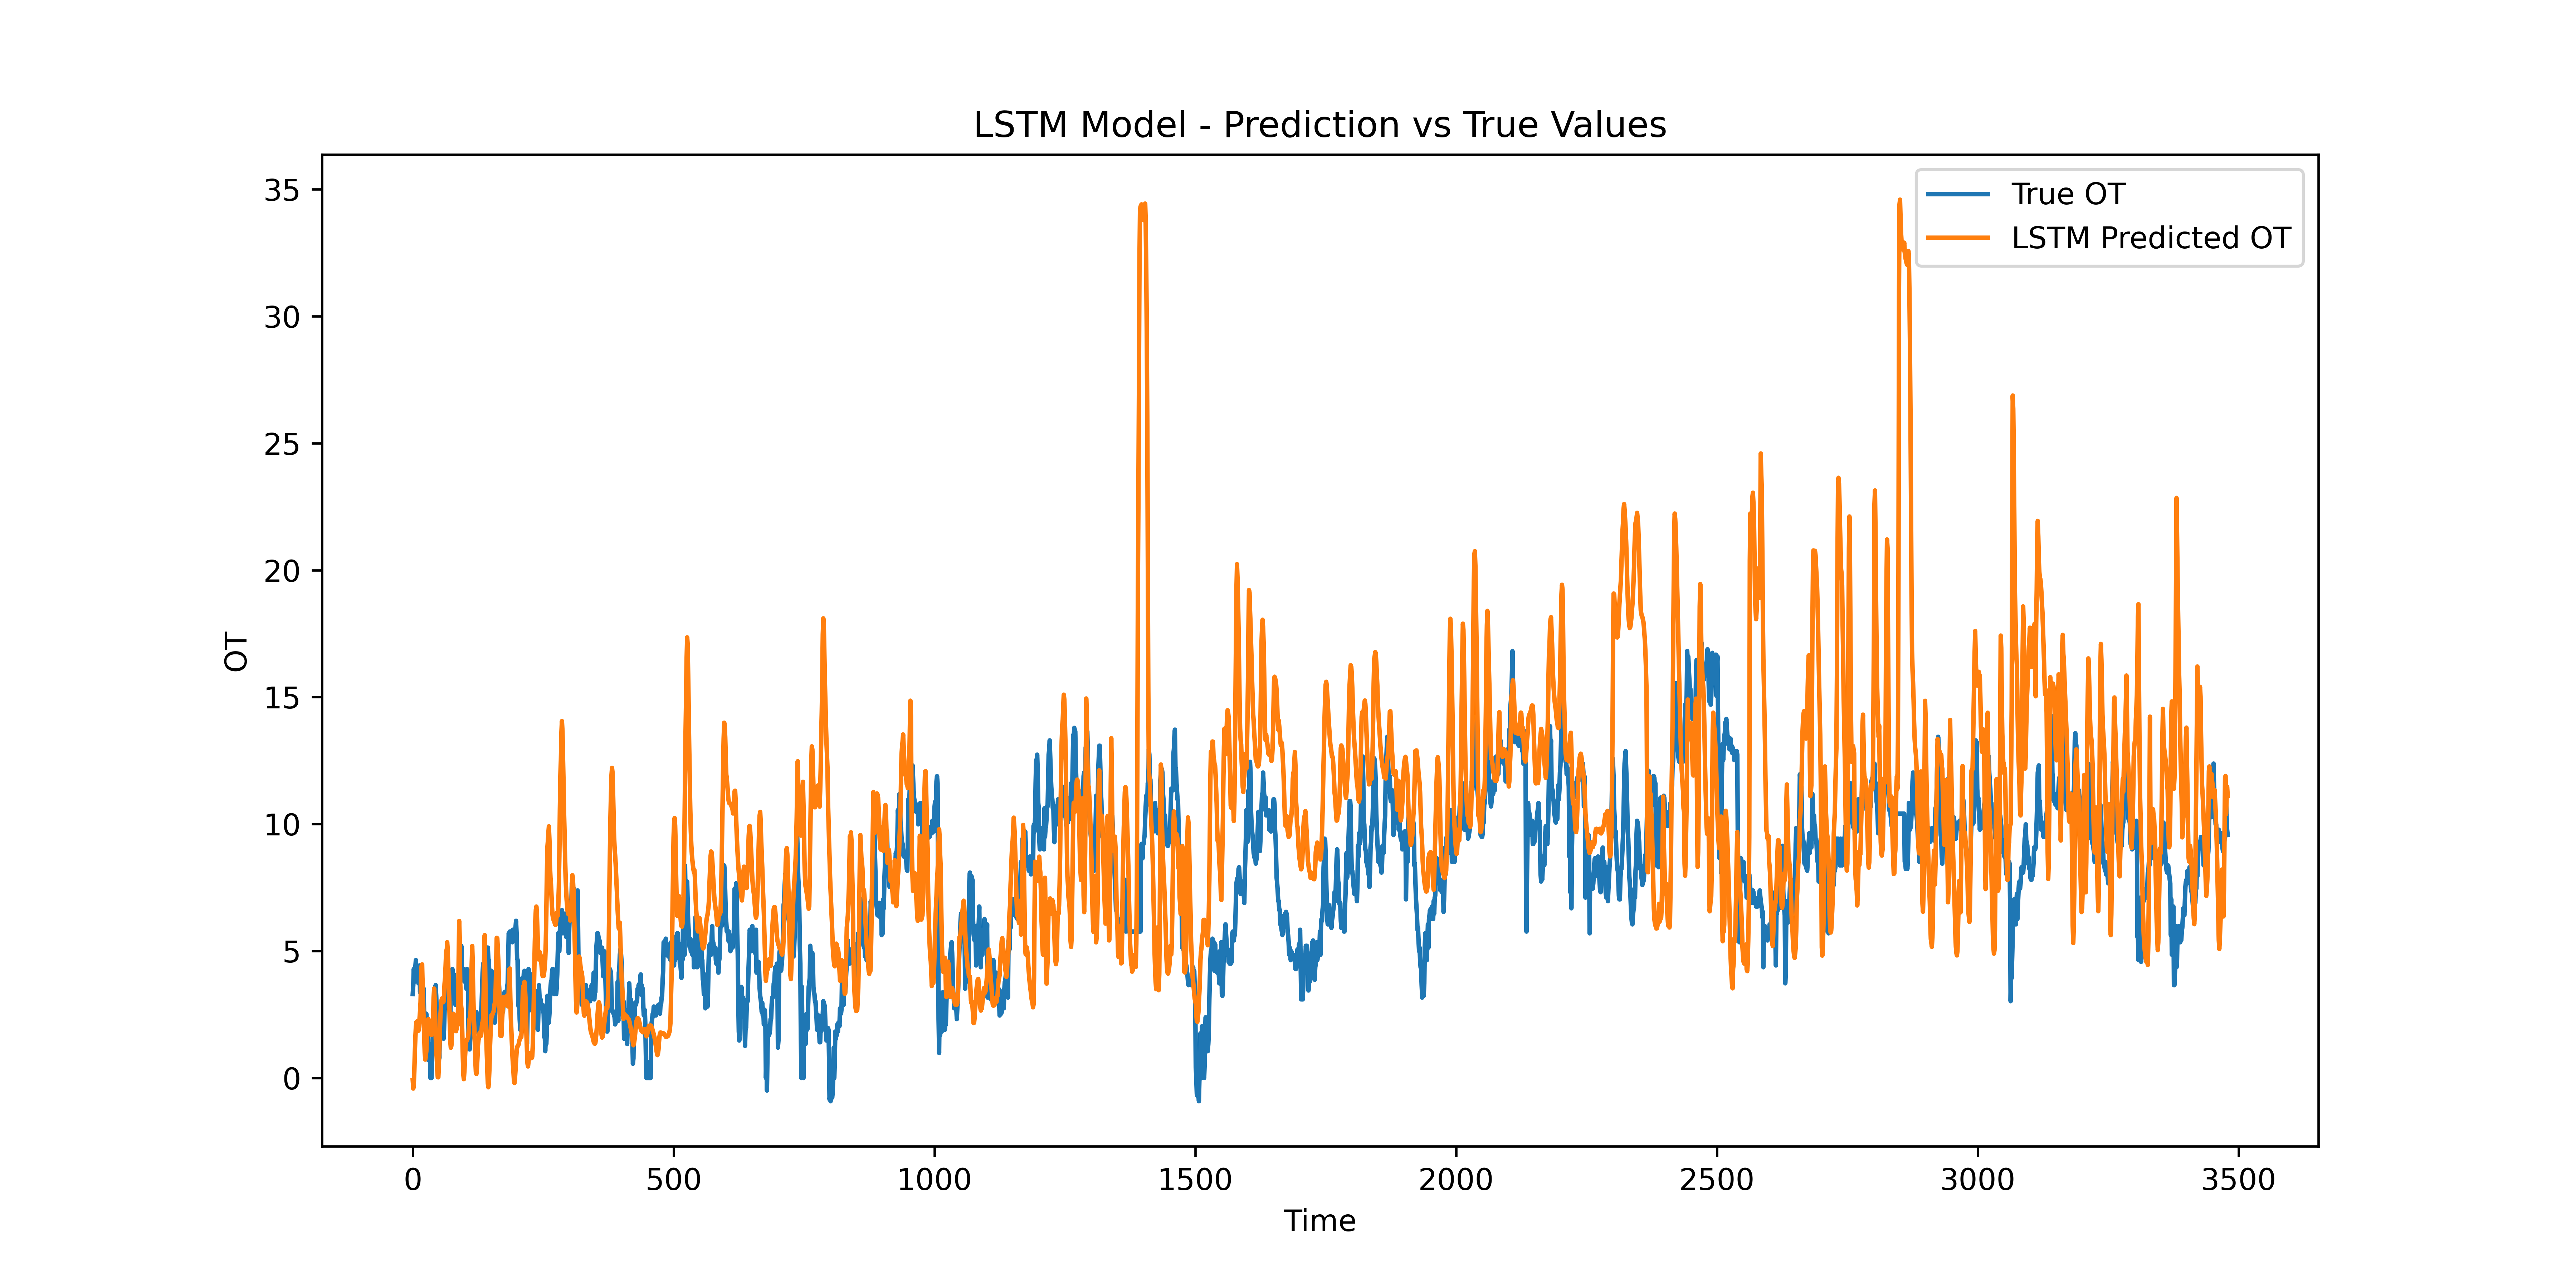 LSTM Model - Prediction vs True Values
True OT
LSTM Predicted OT
35
30
25
20
15
10
5
0
OT
0 500 1000 1500 2000 2500 3000 3500
Time